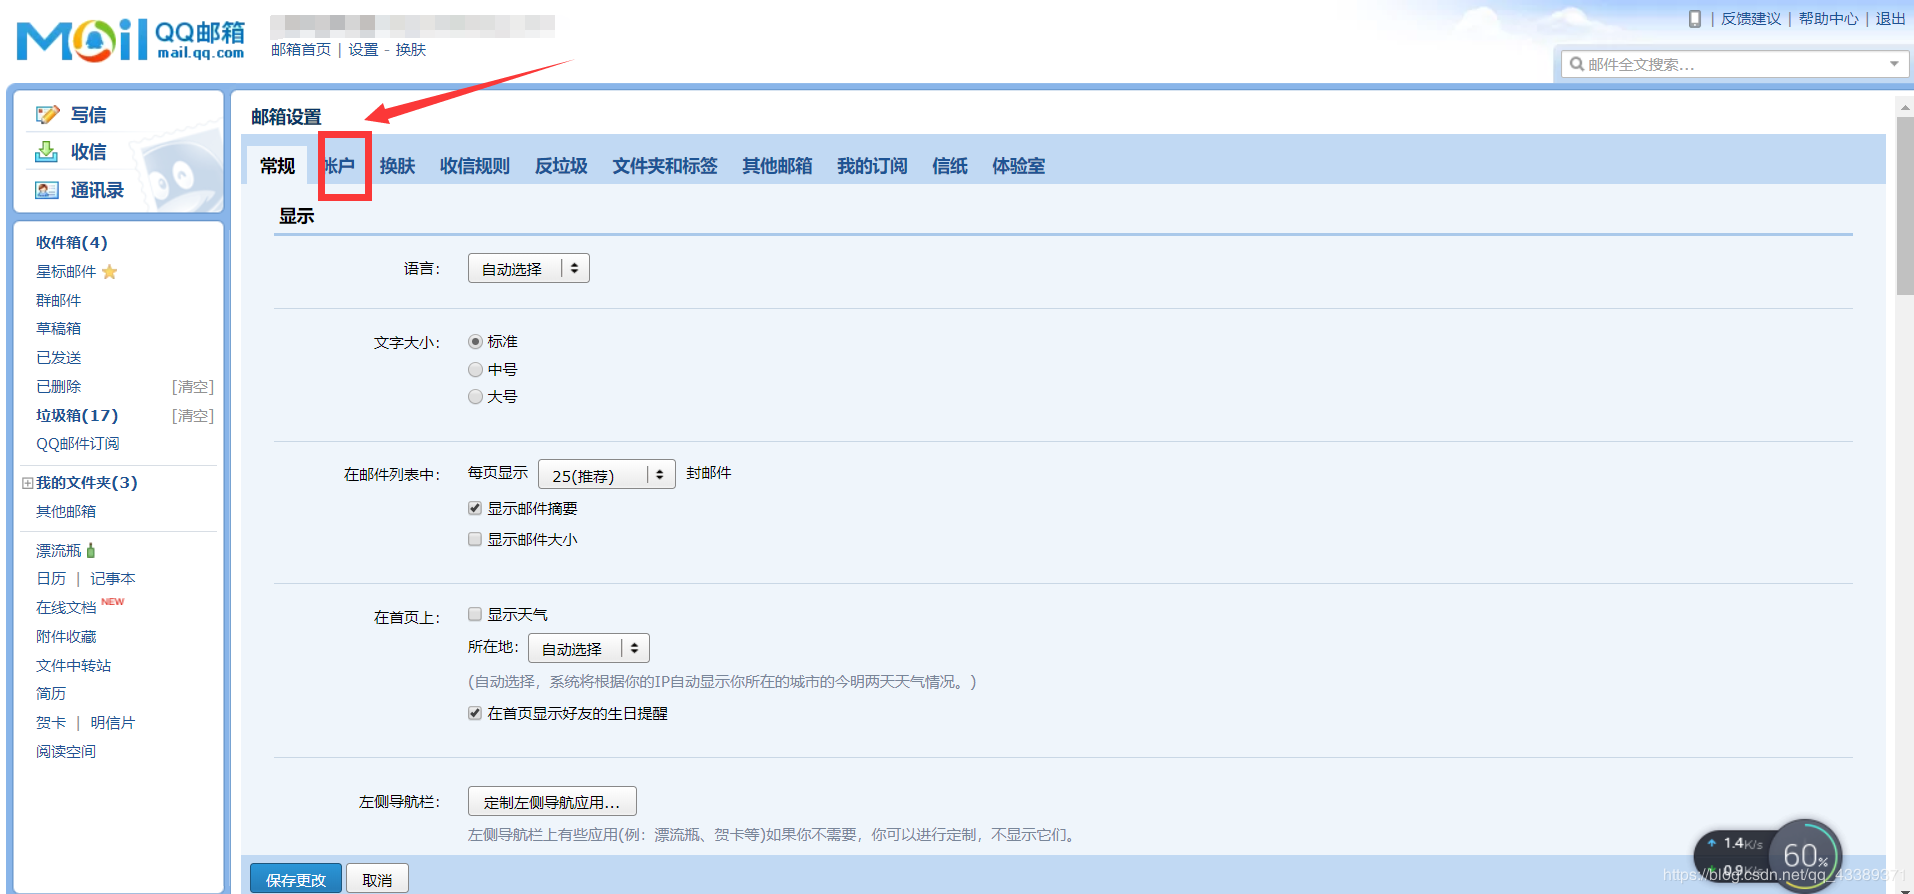 Mail QQ邮箱
mail.qq.com
邮箱首页 | 设置 - 换肤
| 反馈建议 | 帮助中心 | 退出
邮件全文搜索...
写信
收信
通讯录
收件箱(4)
星标邮件
群邮件
草稿箱
已发送
已删除 [清空]
垃圾箱(17) [清空]
QQ邮件订阅
我的文件夹(3)
其他邮箱
漂流瓶
日历 | 记事本
在线文档 NEW
附件收藏
文件中转站
简历
贺卡 | 明信片
阅读空间
邮箱设置
常规 帐户 换肤 收信规则 反垃圾 文件夹和标签 其他邮箱 我的订阅 信纸 体验室
显示
语言： 自动选择
文字大小： 标准
中号
大号
在邮件列表中： 每页显示 25(推荐) 封邮件
显示邮件摘要
显示邮件大小
在首页上： 显示天气
所在地： 自动选择
(自动选择，系统将根据你的IP自动显示你所在的城市的今明两天天气情况。)
在首页显示好友的生日提醒
左侧导航栏： 定制左侧导航应用...
左侧导航栏上有些应用(例：漂流瓶、贺卡等)如果你不需要，你可以进行定制，不显示它们。
保存更改 取消
1.4K/s
0.9K/s
60%
https://blog.csdn.net/qq_43389371